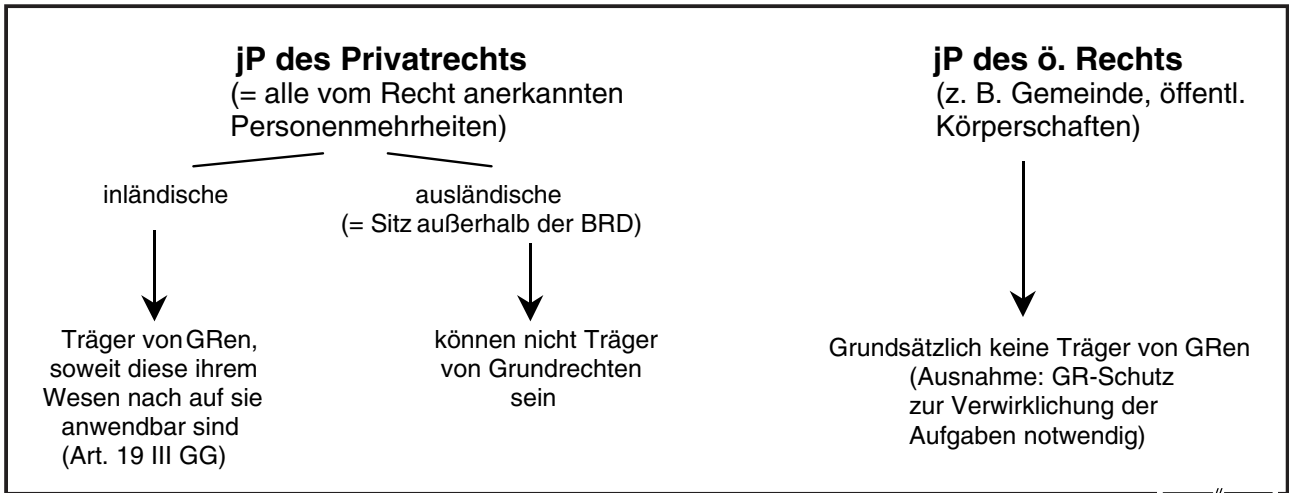 jP des Privatrechts
(= alle vom Recht anerkannten
Personenmehrheiten)
inländische
ausländische
(= Sitz außerhalb der BRD)
Träger von GRen,
soweit diese ihrem
Wesen nach auf sie
anwendbar sind
(Art. 19 III GG)
können nicht Träger
von Grundrechten
sein
jP des ö. Rechts
(z. B. Gemeinde, öffentl.
Körperschaften)
Grundsätzlich keine Träger von GRen
(Ausnahme: GR-Schutz
zur Verwirklichung der
Aufgaben notwendig)